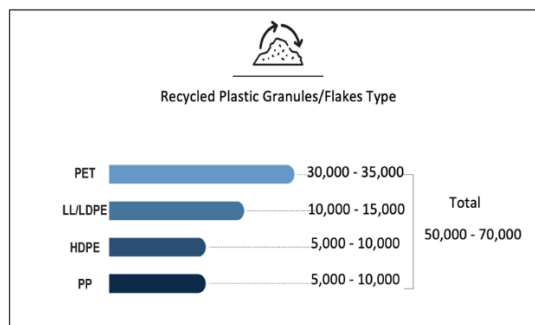 Recycled Plastic Granules/Flakes Type
PET 30,000 - 35,000
LL/LDPE 10,000 - 15,000
HDPE 5,000 - 10,000
PP 5,000 - 10,000
Total
50,000 - 70,000